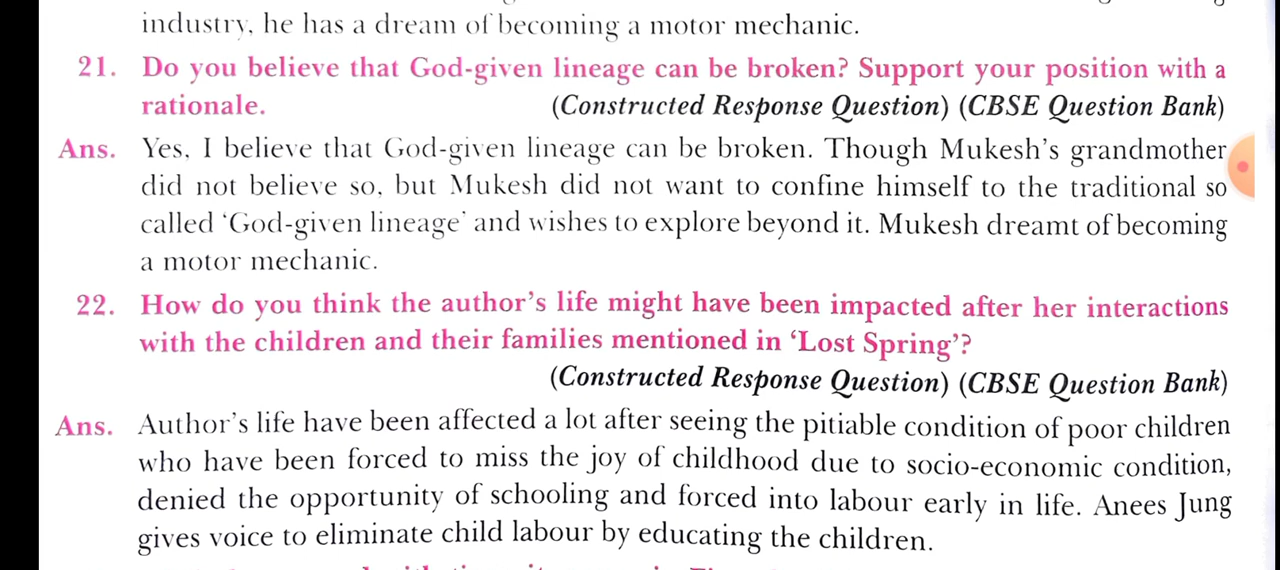 industry, he has a dream of becoming a motor mechanic.
21. Do you believe that God-given lineage can be broken? Support your position with a
rationale. (Constructed Response Question) (CBSE Question Bank)
Ans. Yes, I believe that God-given lineage can be broken. Though Mukesh's grandmother
did not believe so, but Mukesh did not want to confine himself to the traditional so
called 'God-given lineage' and wishes to explore beyond it. Mukesh dreamt of becoming
a motor mechanic.
22. How do you think the author's life might have been impacted after her interactions
with the children and their families mentioned in 'Lost Spring'?
(Constructed Response Question) (CBSE Question Bank)
Ans. Author's life have been affected a lot after seeing the pitiable condition of poor children
who have been forced to miss the joy of childhood due to socio-economic condition,
denied the opportunity of schooling and forced into labour early in life. Anees Jung
gives voice to eliminate child labour by educating the children.